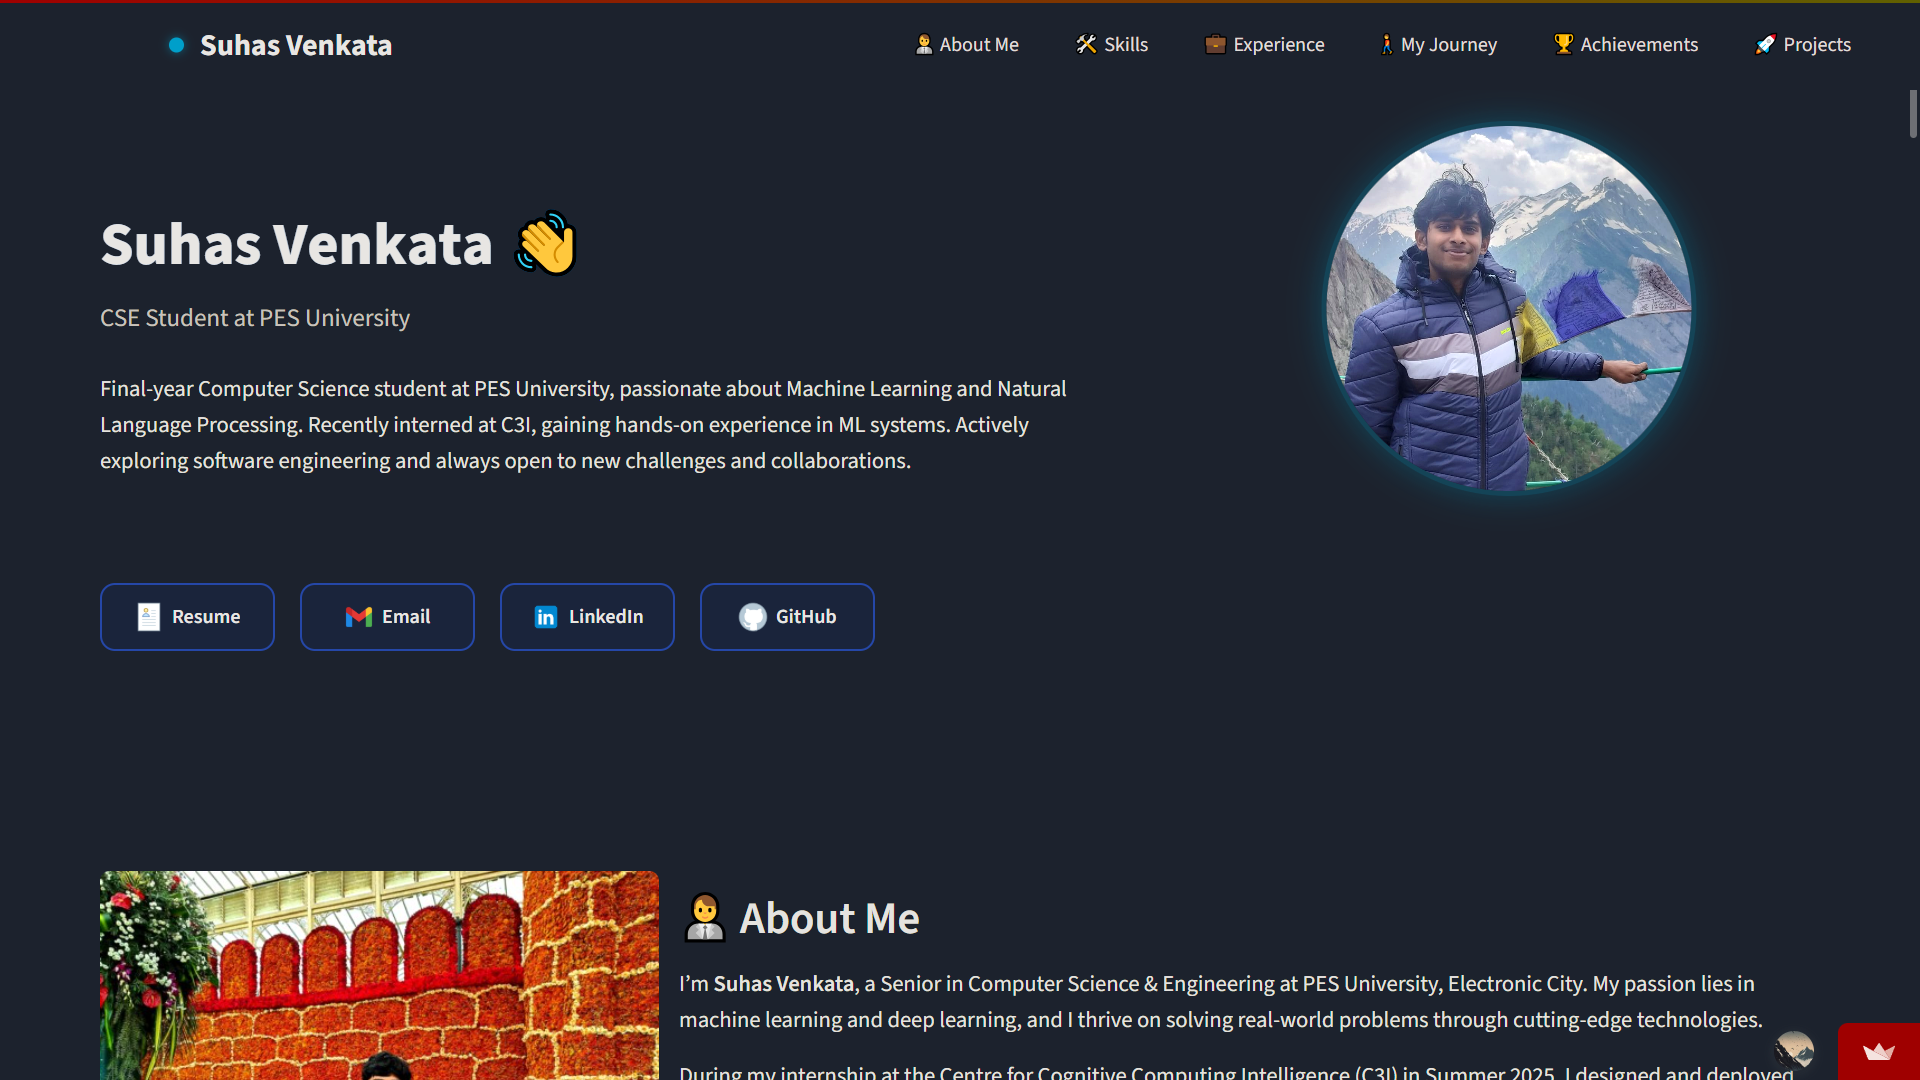 Suhas Venkata
About Me
Skills
Experience
My Journey
Achievements
Projects
Suhas Venkata
CSE Student at PES University
Final-year Computer Science student at PES University, passionate about Machine Learning and Natural
Language Processing. Recently interned at C3I, gaining hands-on experience in ML systems. Actively
exploring software engineering and always open to new challenges and collaborations.
Resume
Email
LinkedIn
GitHub
About Me
I’m Suhas Venkata, a Senior in Computer Science & Engineering at PES University, Electronic City. My passion lies in
machine learning and deep learning, and I thrive on solving real-world problems through cutting-edge technologies.
During my internship at the Centre for Cognitive Computing Intelligence (C3I) in Summer 2025, I designed and deployed